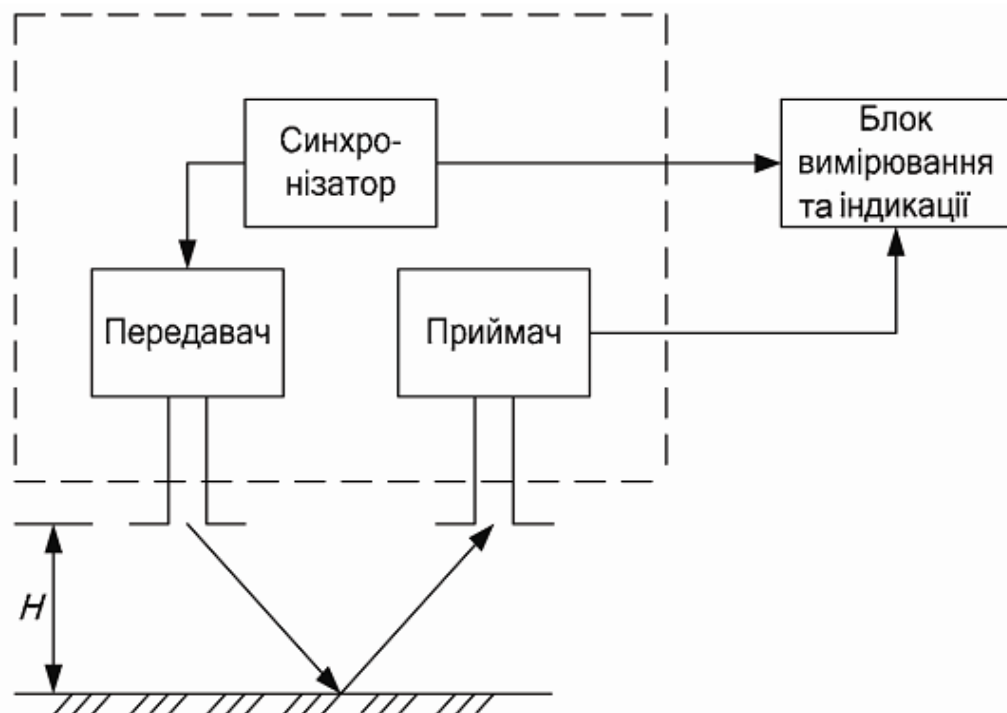 Синхро-
нізатор
Блок
вимірювання
та індикації
Передавач
Приймач
H